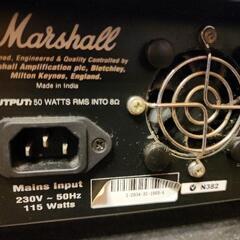 Marshall
Designed, Engineered & Quality Controlled by
Marshall Amplification plc, Bletchley,
Milton Keynes, England.
Made in India
OUTPUT: 50 WATTS RMS INTO 8Ω
N382
Mains Input
230V ~ 50Hz
115 Watts